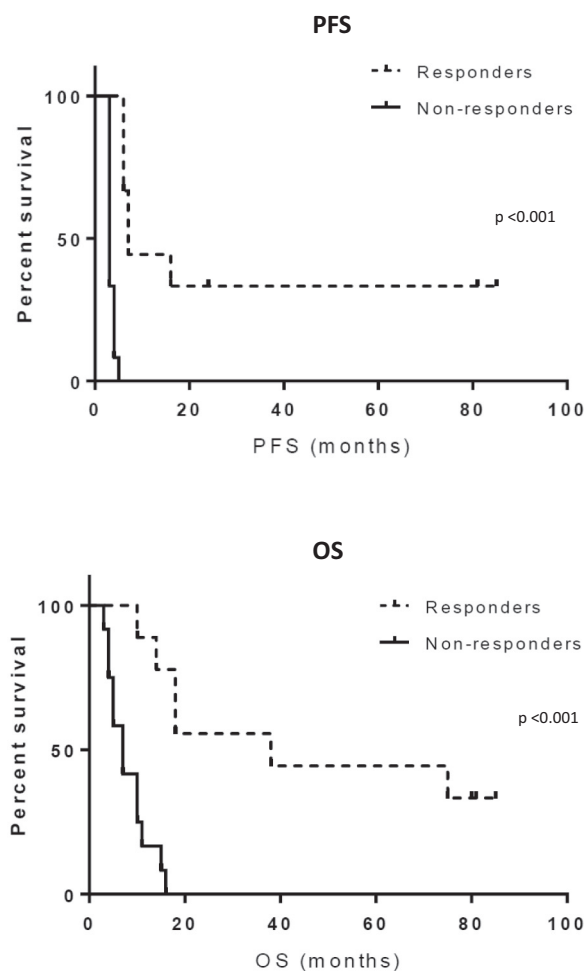 PFS
Responders
Non-responders
100
50
0
p <0.001
Percent survival
0 20 40 60 80 100
PFS (months)
OS
Responders
Non-responders
100
50
0
p <0.001
Percent survival
0 20 40 60 80 100
OS (months)